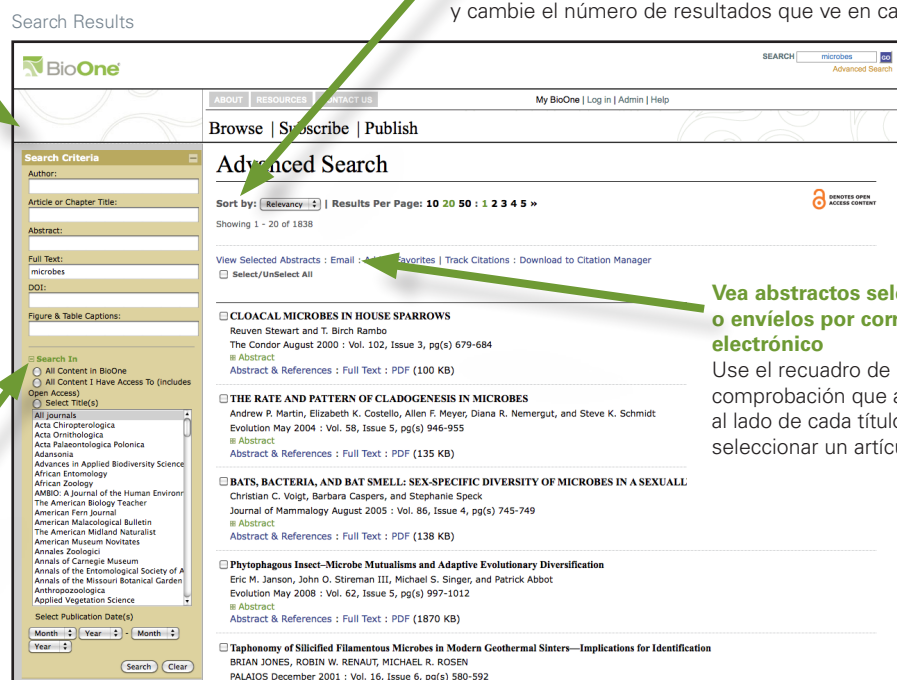 y cambie el número de resultados que ve en ca
Search Results
BioOne
SEARCH microbes GO
Advanced Search
ABOUT RESOURCES CONTACT US
My BioOne | Log in | Admin | Help
Browse | Subscribe | Publish
Search Criteria
Author:
Article or Chapter Title:
Abstract:
Full Text:
microbes
DOI:
Figure & Table Captions:
Search In
All Content in BioOne
All Content I Have Access To (includes
Open Access)
Select Title(s)
All journals
Acta Chiropterologica
Acta Ornithologica
Acta Palaeontologica Polonica
Adansonia
Advances in Applied Biodiversity Science
African Entomology
African Zoology
AMBIO: A Journal of the Human Environr
The American Biology Teacher
American Fern Journal
American Malacological Bulletin
The American Midland Naturalist
American Museum Novitates
Annales Zoologici
Annals of Carnegie Museum
Annals of the Entomological Society of A
Annals of the Missouri Botanical Garden
Anthropozoologica
Applied Vegetation Science
Select Publication Date(s)
Month Year - Month
Year
Search Clear
Advanced Search
Sort by: Relevancy | Results Per Page: 10 20 50 : 1 2 3 4 5 »
DENOTES OPEN
ACCESS CONTENT
Showing 1 - 20 of 1838
View Selected Abstracts : Email : Favorites | Track Citations : Download to Citation Manager
Select/UnSelect All
CLOACAL MICROBES IN HOUSE SPARROWS
Reuven Stewart and T. Birch Rambo
The Condor August 2000 : Vol. 102, Issue 3, pg(s) 679-684
Abstract
Abstract & References : Full Text : PDF (100 KB)
THE RATE AND PATTERN OF CLADOGENESIS IN MICROBES
Andrew P. Martin, Elizabeth K. Costello, Allen F. Meyer, Diana R. Nemergut, and Steve K. Schmidt
Evolution May 2004 : Vol. 58, Issue 5, pg(s) 946-955
Abstract
Abstract & References : Full Text : PDF (135 KB)
BATS, BACTERIA, AND BAT SMELL: SEX-SPECIFIC DIVERSITY OF MICROBES IN A SEXUALL
Christian C. Voigt, Barbara Caspers, and Stephanie Speck
Journal of Mammalogy August 2005 : Vol. 86, Issue 4, pg(s) 745-749
Abstract
Abstract & References : Full Text : PDF (138 KB)
Phytophagous Insect–Microbe Mutualisms and Adaptive Evolutionary Diversification
Eric M. Janson, John O. Stireman III, Michael S. Singer, and Patrick Abbot
Evolution May 2008 : Vol. 62, Issue 5, pg(s) 997-1012
Abstract
Abstract & References : Full Text : PDF (1870 KB)
Taphonomy of Silicified Filamentous Microbes in Modern Geothermal Sinters—Implications for Identification
BRIAN JONES, ROBIN W. RENAUT, MICHAEL R. ROSEN
PALAIOS December 2001 : Vol. 16, Issue 6, pg(s) 580-592
Vea abstractos sele
o envíelos por corr
electrónico
Use el recuadro de
comprobación que a
al lado de cada título
seleccionar un artícu